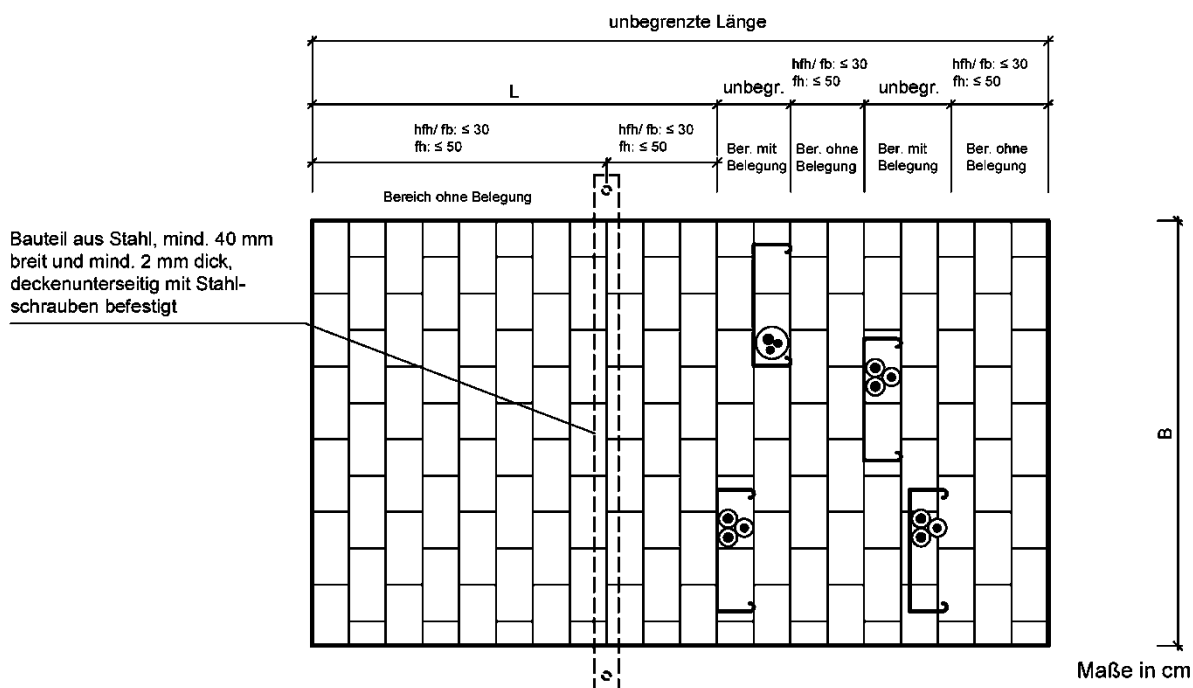 unbegrenzte Länge
hfh/ fb: ≤ 30
fh: ≤ 50
hfh/ fb: ≤ 30
fh: ≤ 50
L
unbegr.
unbegr.
hfh/ fb: ≤ 30
fh: ≤ 50
hfh/ fb: ≤ 30
fh: ≤ 50
Ber. mit
Belegung
Ber. ohne
Belegung
Ber. mit
Belegung
Ber. ohne
Belegung
Bereich ohne Belegung
Bauteil aus Stahl, mind. 40 mm
breit und mind. 2 mm dick,
deckenunterseitig mit Stahl-
schrauben befestigt
B
Maße in cm